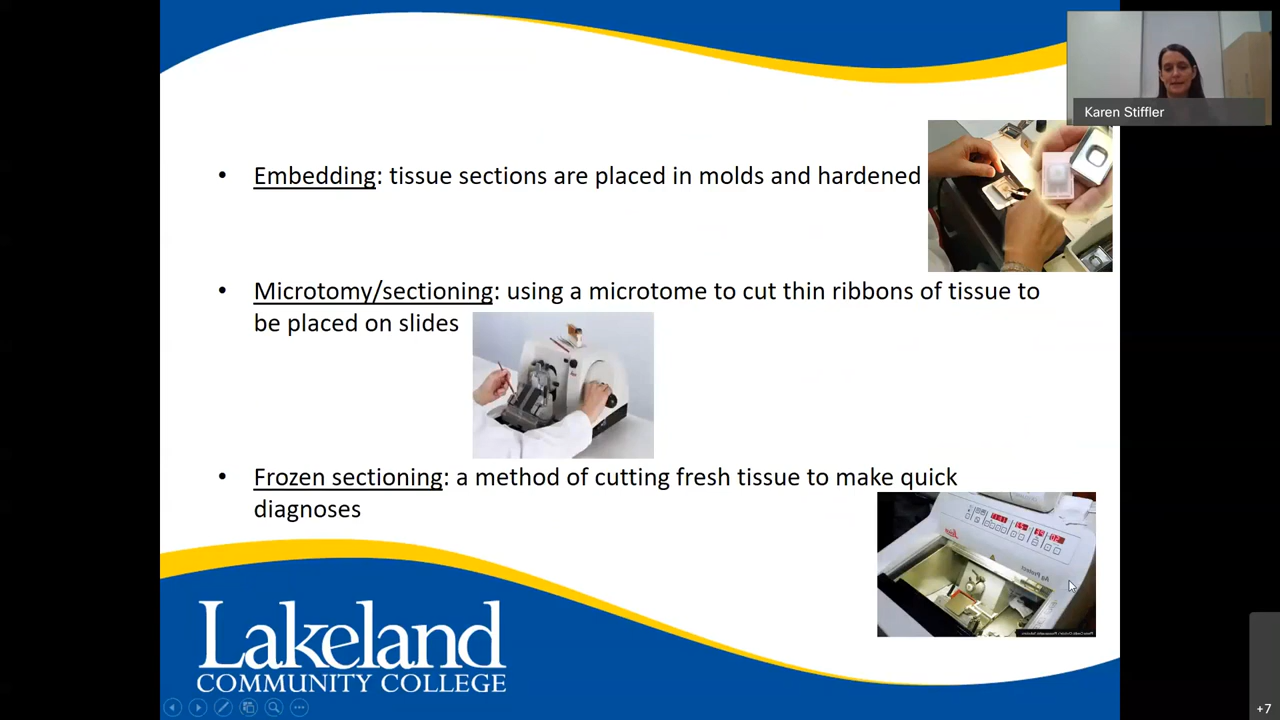 Karen Stiffler
• Embedding: tissue sections are placed in molds and hardened
• Microtomy/sectioning: using a microtome to cut thin ribbons of tissue to
be placed on slides
• Frozen sectioning: a method of cutting fresh tissue to make quick
diagnoses
Lakeland
COMMUNITY COLLEGE
+7